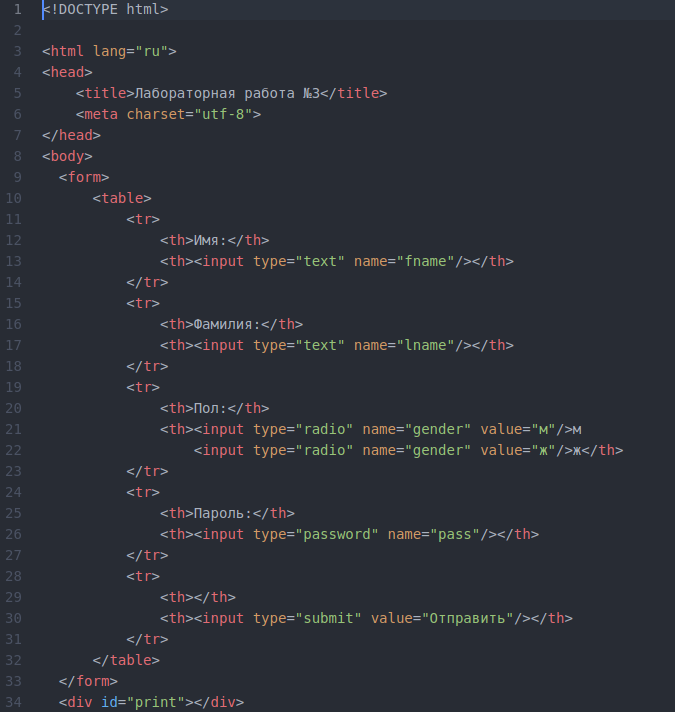 1 <!DOCTYPE html>
2
3 <html lang="ru">
4 <head>
5     <title>Лабораторная работа №3</title>
6     <meta charset="utf-8">
7 </head>
8 <body>
9   <form>
10       <table>
11           <tr>
12               <th>Имя:</th>
13               <th><input type="text" name="fname"/></th>
14           </tr>
15           <tr>
16               <th>Фамилия:</th>
17               <th><input type="text" name="lname"/></th>
18           </tr>
19           <tr>
20               <th>Пол:</th>
21               <th><input type="radio" name="gender" value="м"/>м
22                   <input type="radio" name="gender" value="ж"/>ж</th>
23           </tr>
24           <tr>
25               <th>Пароль:</th>
26               <th><input type="password" name="pass"/></th>
27           </tr>
28           <tr>
29               <th></th>
30               <th><input type="submit" value="Отправить"/></th>
31           </tr>
32       </table>
33   </form>
34   <div id="print"></div>